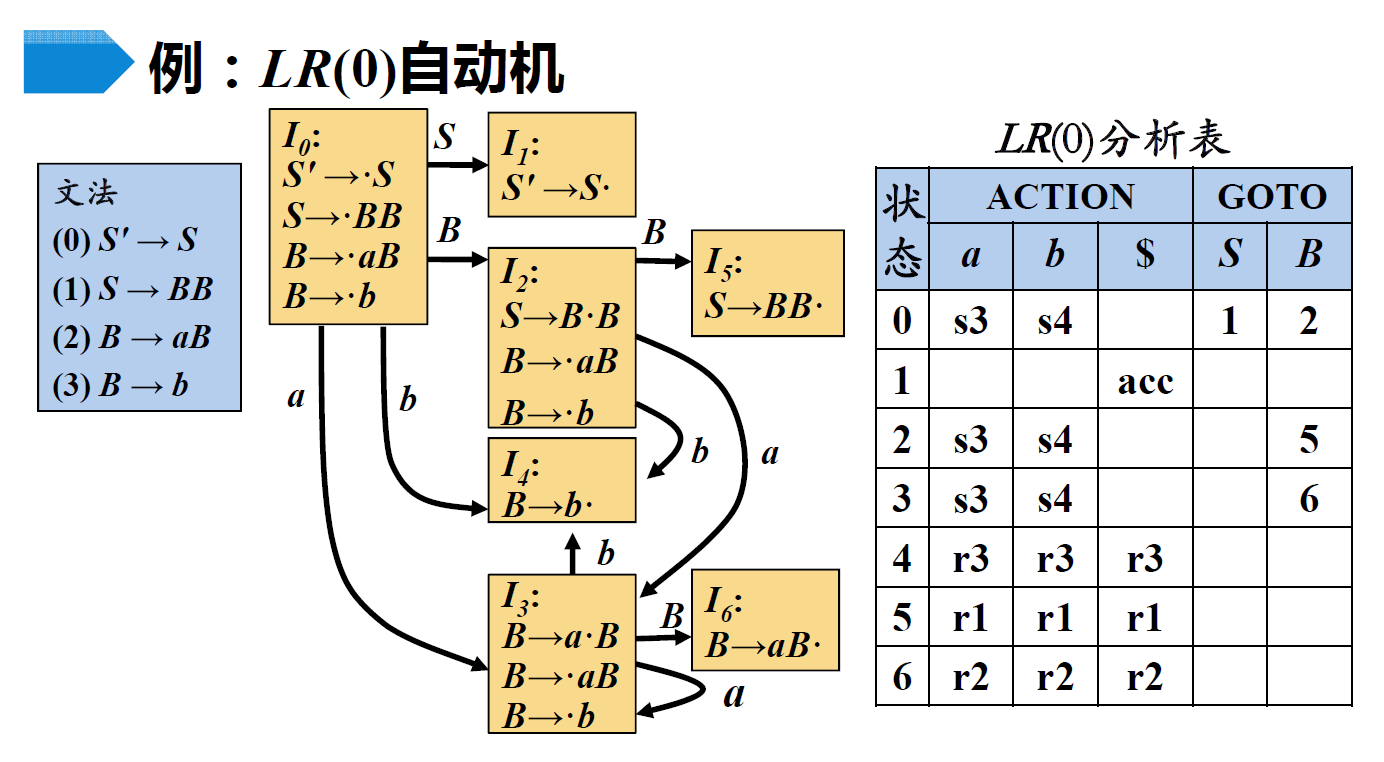 例：LR(0)自动机
文法
(0) S′ → S
(1) S → BB
(2) B → aB
(3) B → b
I0:
S′ →·S
S→·BB
B→·aB
B→·b
S
B
a
b
I1:
S′ →S·
I2:
S→B·B
B→·aB
B→·b
B
b
a
I5:
S→BB·
I4:
B→b·
b
I3:
B→a·B
B→·aB
B→·b
B
a
I6:
B→aB·
LR(0)分析表
状态 ACTION GOTO
a b $ S B
0 s3 s4 1 2
1 acc
2 s3 s4 5
3 s3 s4 6
4 r3 r3 r3
5 r1 r1 r1
6 r2 r2 r2